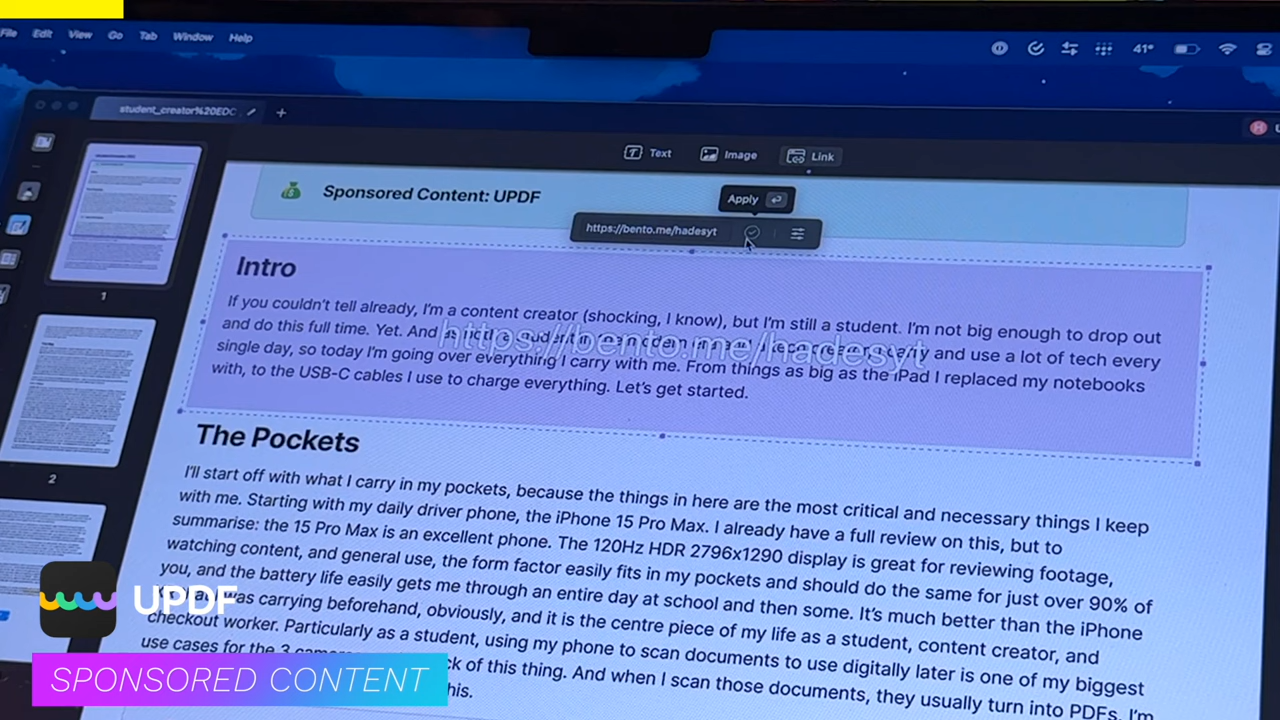 File Edit View Go Tab Window Help
41°
student_creator%20EDC
Text Image Link
Sponsored Content: UPDF
Apply
https://bento.me/hadesyt
Intro
If you couldn't tell already, I'm a content creator (shocking, I know), but I'm still a student. I'm not big enough to drop out
https://bento.me/hadesyt
and do this full time. Yet. And as and use a lot of tech every
single day, so today I'm going over everything I carry with me. From things as big as the iPad I replaced my notebooks
with, to the USB-C cables I use to charge everything. Let's get started.
1
The Pockets
I'll start off with what I carry in my pockets, because the things in here are the most critical and necessary things I keep
with me. Starting with my daily driver phone, the iPhone 15 Pro Max. I already have a full review on this, but to
summarise: the 15 Pro Max is an excellent phone. The 120Hz HDR 2796x1290 display is great for reviewing footage,
watching content, and general use, the form factor easily fits in my pockets and should do the same for just over 90% of
you, and the battery life easily gets me through an entire day at school and then some. It's much better than the iPhone
was carrying beforehand, obviously, and it is the centre piece of my life as a student, content creator, and
checkout worker. Particularly as a student, using my phone to scan documents to use digitally later is one of my biggest
use cases for the 3 of this thing. And when I scan those documents, they usually turn into PDFs. I'm
2
UPDF
SPONSORED CONTENT